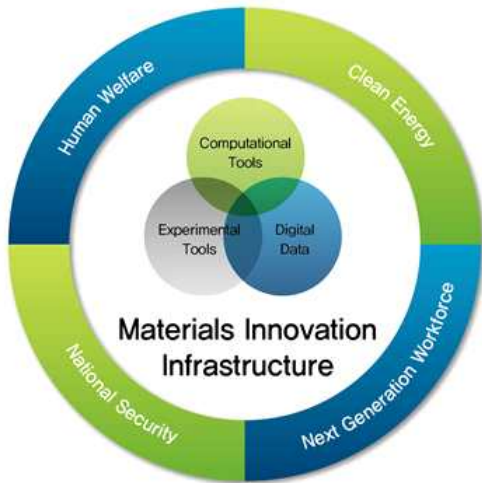 Human Welfare
Clean Energy
Computational
Tools
Experimental
Tools
Digital
Data
Materials Innovation
Infrastructure
National Security
Next Generation Workforce